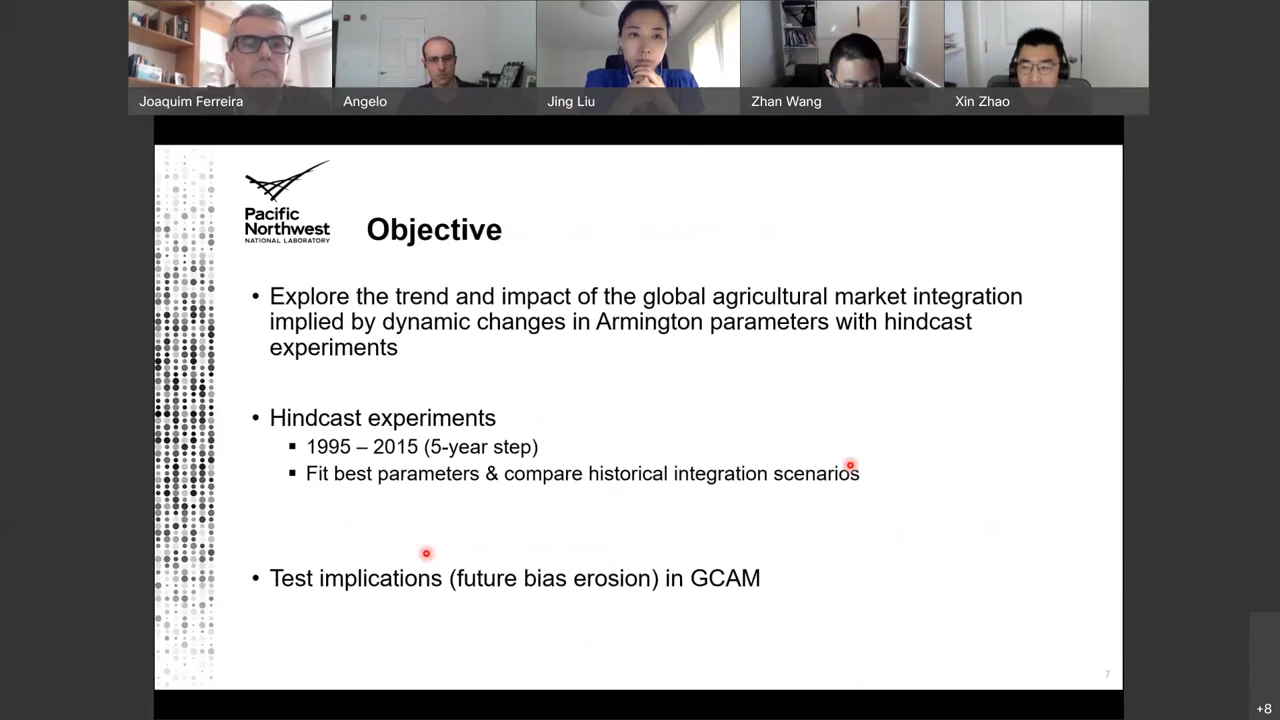 Joaquim Ferreira
Angelo
Jing Liu
Zhan Wang
Xin Zhao
Pacific
Northwest
NATIONAL LABORATORY
Objective
• Explore the trend and impact of the global agricultural market integration
implied by dynamic changes in Armington parameters with hindcast
experiments
• Hindcast experiments
▪ 1995 – 2015 (5-year step)
▪ Fit best parameters & compare historical integration scenarios
• Test implications (future bias erosion) in GCAM
7
+8